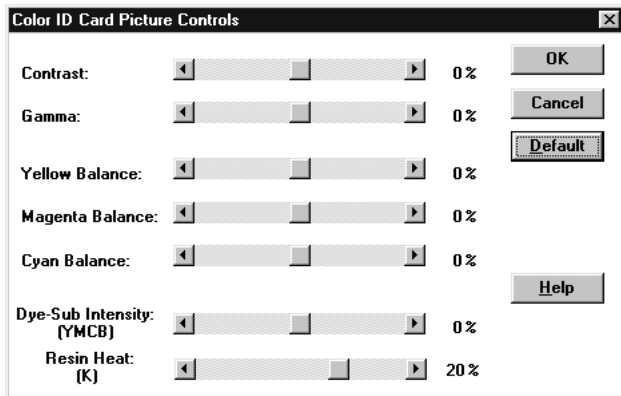 Color ID Card Picture Controls
Contrast: 0%
OK
Gamma: 0%
Cancel
Default
Yellow Balance: 0%
Magenta Balance: 0%
Cyan Balance: 0%
Help
Dye-Sub Intensity:
(YMCB) 0%
Resin Heat:
(K) 20%